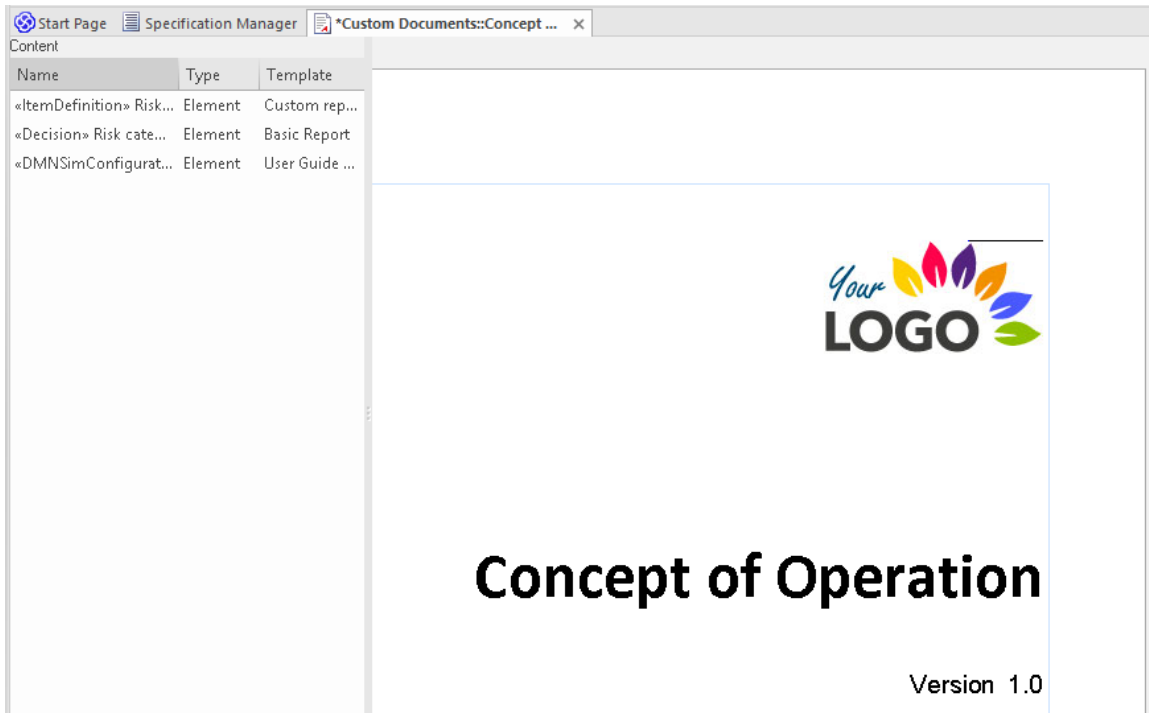 Start Page Specification Manager *Custom Documents::Concept ... ×
Content
Name Type Template
«ItemDefinition» Risk... Element Custom rep...
«Decision» Risk cate... Element Basic Report
«DMNSimConfigurat... Element User Guide ...
Your
LOGO
Concept of Operation
Version 1.0